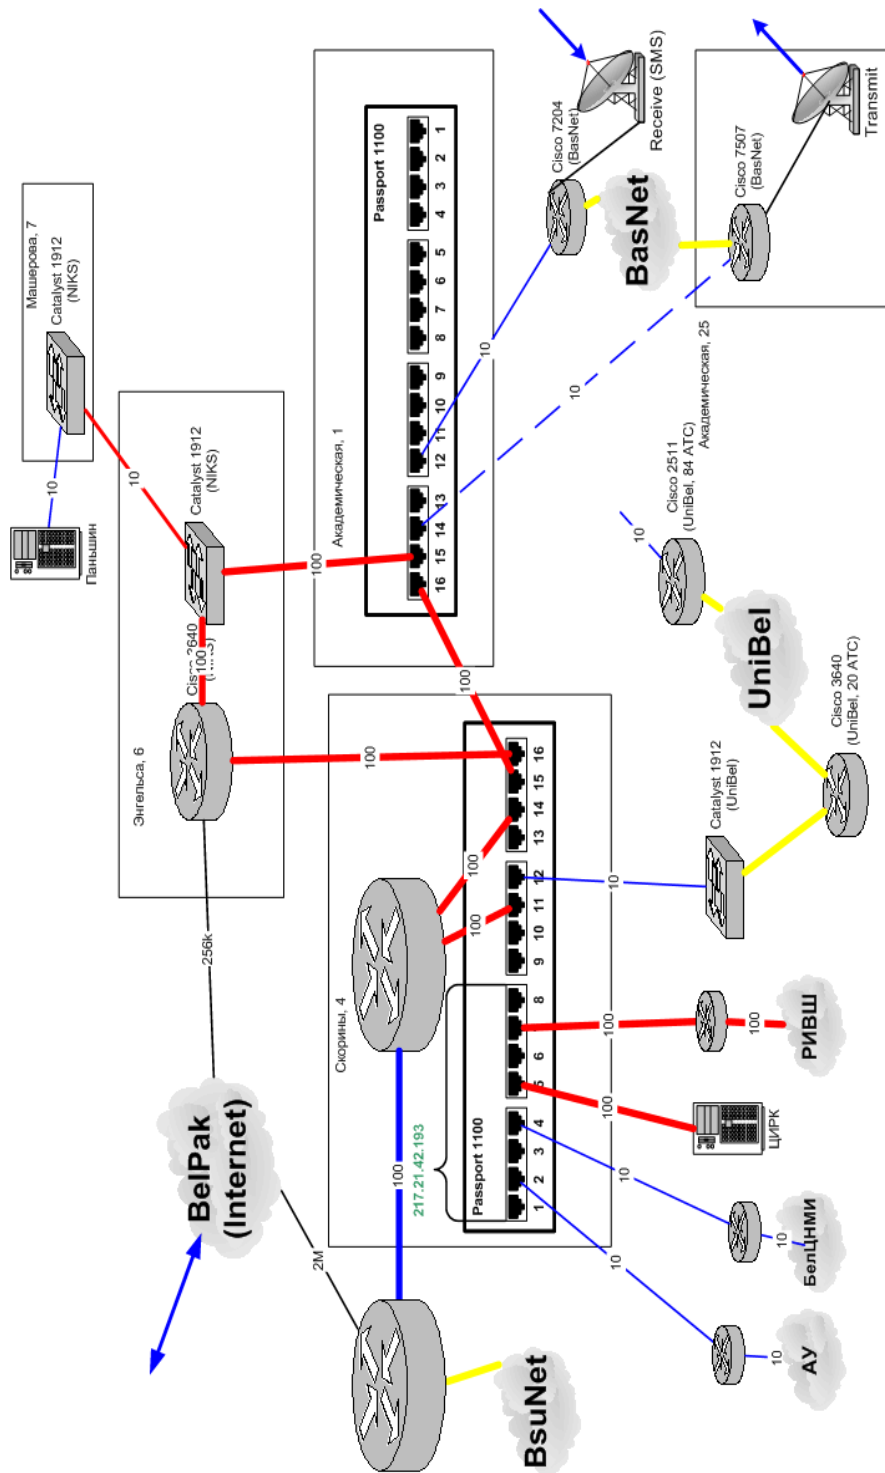 Машерова, 7
Catalyst 1912
(NIKS)
10
10
Паньшин
Catalyst 1912
(NIKS)
Cisco 3640
(NIKS)
100
Энгельса, 6
100
100
256k
BelPak
(Internet)
2M
Академическая, 1
Passport 1100
1
2
3
4
5
6
7
8
9
10
11
12
13
14
15
16
100
10
10
Cisco 7204
(BasNet)
Receive (SMS)
BasNet
Cisco 7507
(BasNet)
Transmit
Академическая, 25
Cisco 2511
(UniBel, 84 АТС)
10
UniBel
Cisco 3640
(UniBel, 20 АТС)
Catalyst 1912
(UniBel)
10
Скорины, 4
100
100
100
217.21.42.193
Passport 1100
16
15
14
13
12
11
10
9
8
6
5
4
3
2
1
100
100
РИВШ
100
ЦИРК
10
10
БелЦНМИ
10
10
АУ
BsuNet